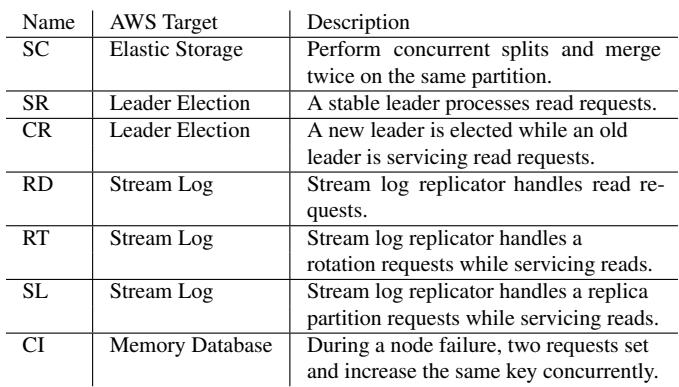 Name AWS Target Description
SC Elastic Storage Perform concurrent splits and merge
twice on the same partition.
SR Leader Election A stable leader processes read requests.
CR Leader Election A new leader is elected while an old
leader is servicing read requests.
RD Stream Log Stream log replicator handles read re-
quests.
RT Stream Log Stream log replicator handles a
rotation requests while servicing reads.
SL Stream Log Stream log replicator handles a replica
partition requests while servicing reads.
CI Memory Database During a node failure, two requests set
and increase the same key concurrently.